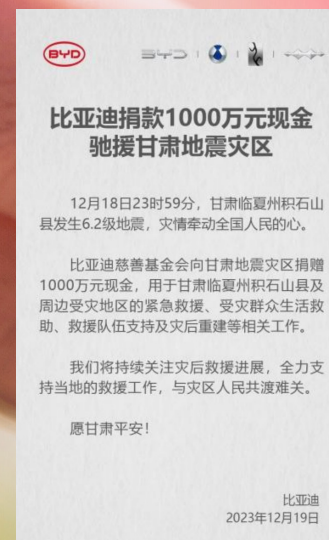 BYD
BYD
比亚迪捐款1000万元现金
驰援甘肃地震灾区
12月18日23时59分，甘肃临夏州积石山
县发生6.2级地震，灾情牵动全国人民的心。
比亚迪慈善基金会向甘肃地震灾区捐赠
1000万元现金，用于甘肃临夏州积石山县及
周边受灾地区的紧急救援、受灾群众生活救
助、救援队伍支持及灾后重建等相关工作。
我们将持续关注灾后救援进展，全力支
持当地的救援工作，与灾区人民共渡难关。
愿甘肃平安！
比亚迪
2023年12月19日